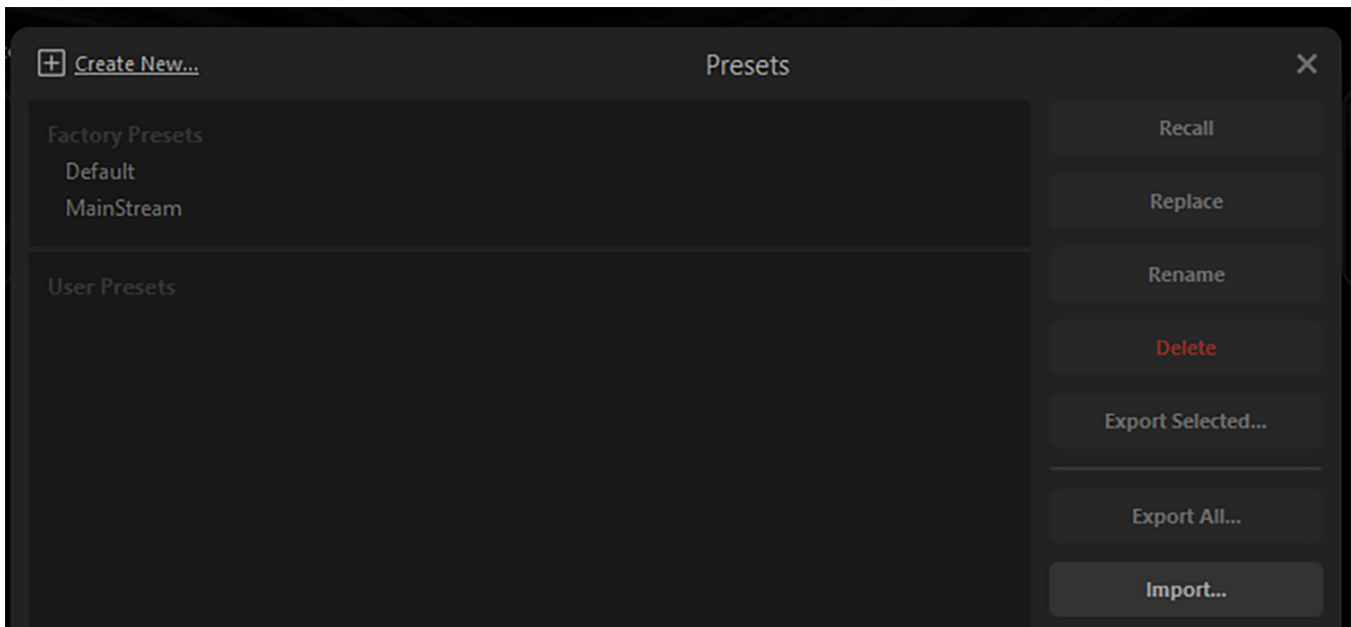 Create New...
Presets
Factory Presets
Default
MainStream
User Presets
Recall
Replace
Rename
Delete
Export Selected...
Export All...
Import...